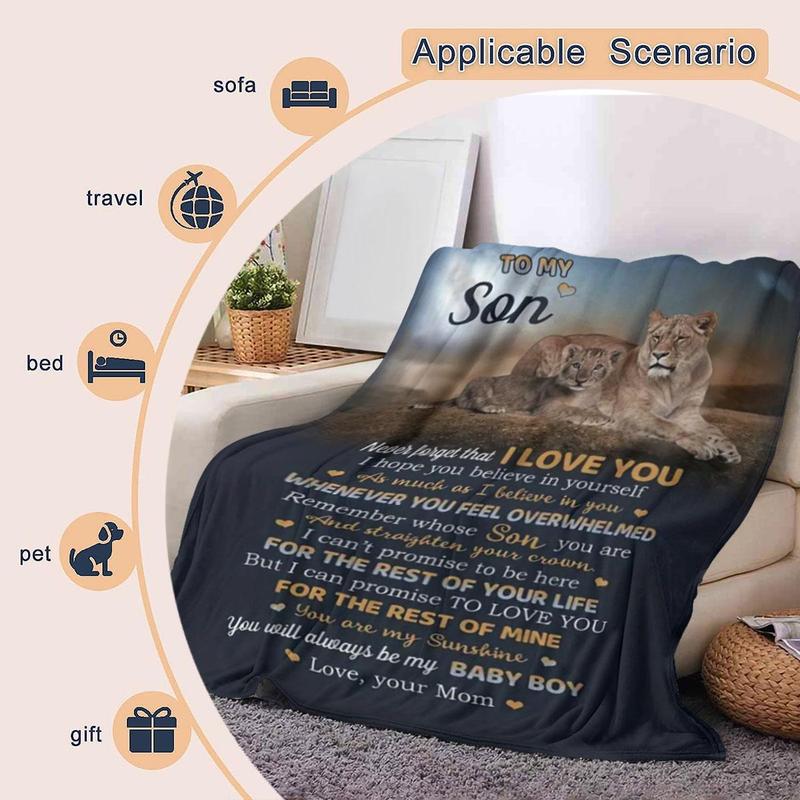 Applicable Scenario
sofa
travel
bed
pet
gift
TO MY
Son
Never forget that I LOVE YOU
I hope you believe in yourself
As much as I believe in you
WHENEVER YOU FEEL OVERWHELMED
Remember whose Son you are
And straighten your crown.
I can't promise to be here
FOR THE REST OF YOUR LIFE
But I can promise TO LOVE YOU
FOR THE REST OF MINE
You are my Sunshine
You will always be my BABY BOY
Love, your Mom